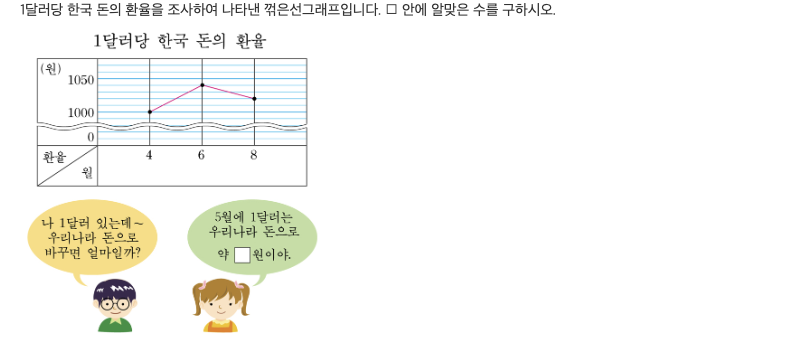 1달러당 한국 돈의 환율을 조사하여 나타낸 꺾은선그래프입니다. □ 안에 알맞은 수를 구하시오.
1달러당 한국 돈의 환율
(원)
1050
1000
0
환율
월
4 6 8
나 1달러 있는데~
우리나라 돈으로
바꾸면 얼마일까?
5월에 1달러는
우리나라 돈으로
약 □원이야.